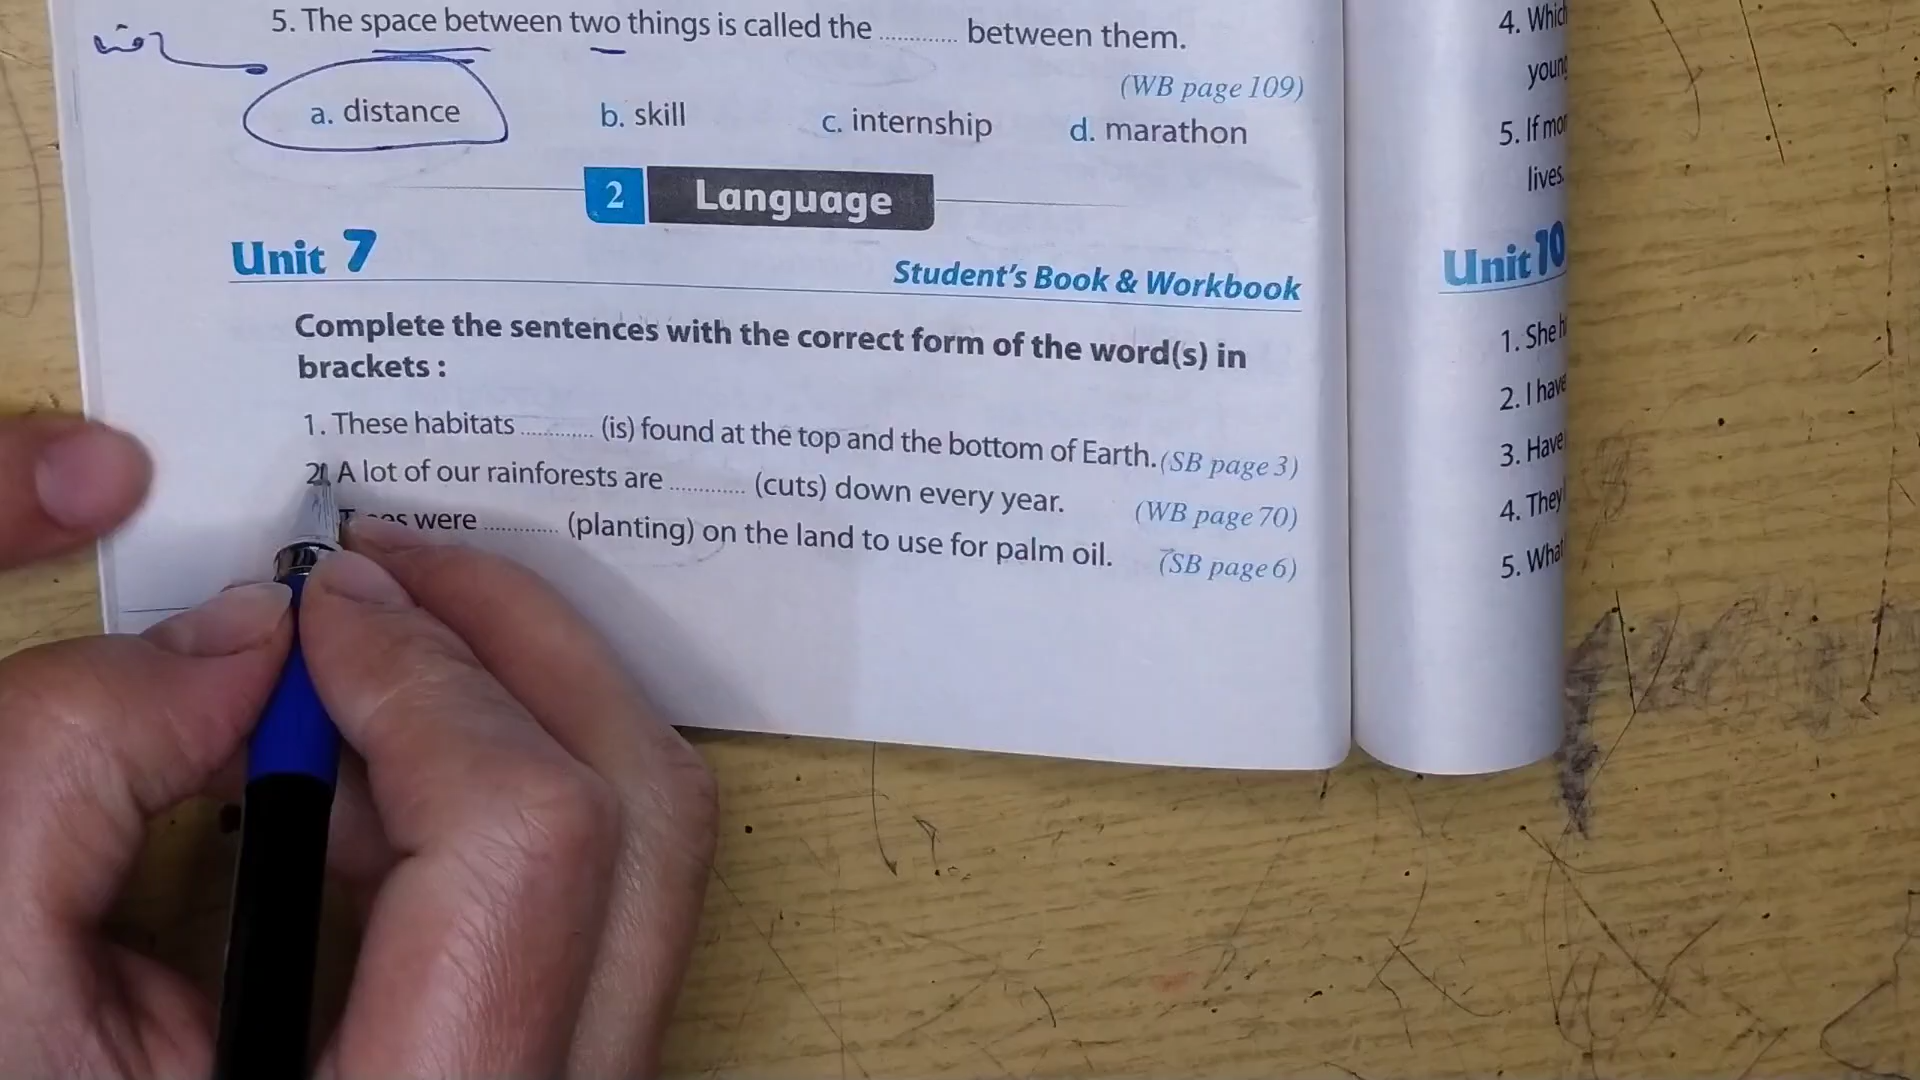 5. The space between two things is called the ............ between them.
(WB page 109)
a. distance b. skill c. internship d. marathon
2 Language
Unit 7
Student's Book & Workbook
Complete the sentences with the correct form of the word(s) in
brackets :
1. These habitats ............ (is) found at the top and the bottom of Earth. (SB page 3)
2. A lot of our rainforests are ............ (cuts) down every year. (WB page 70)
were ............ (planting) on the land to use for palm oil. (SB page 6)
4. Which
5. If
lives.
Unit 10
1. She
2. I have
3. Have
4. They
5. What